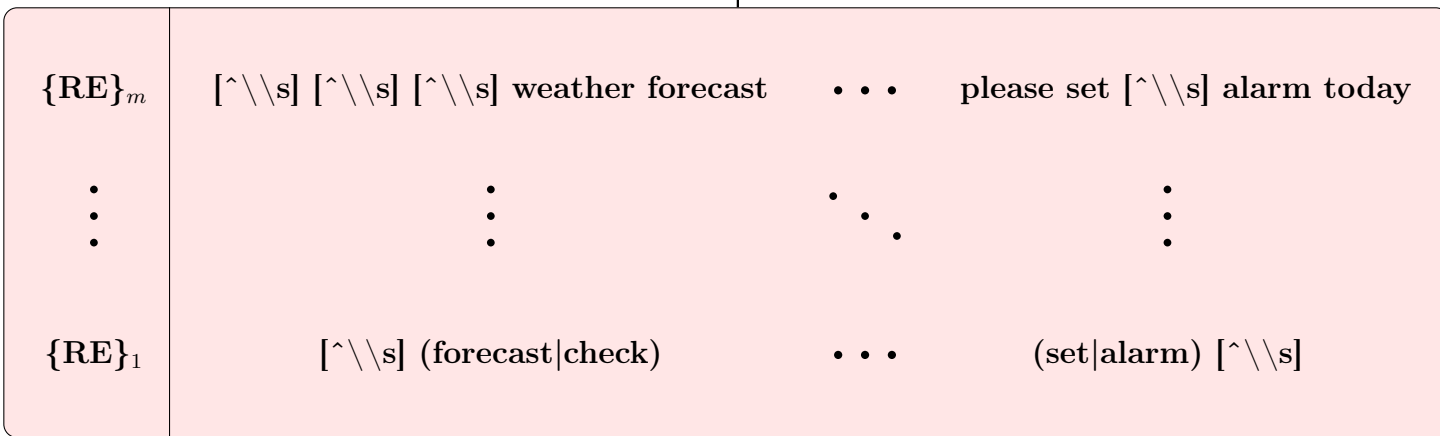 {RE}ₘ [^\\s] [^\\s] [^\\s] weather forecast • • • please set [^\\s] alarm today
{RE}₁ [^\\s] (forecast|check) • • • (set|alarm) [^\\s]